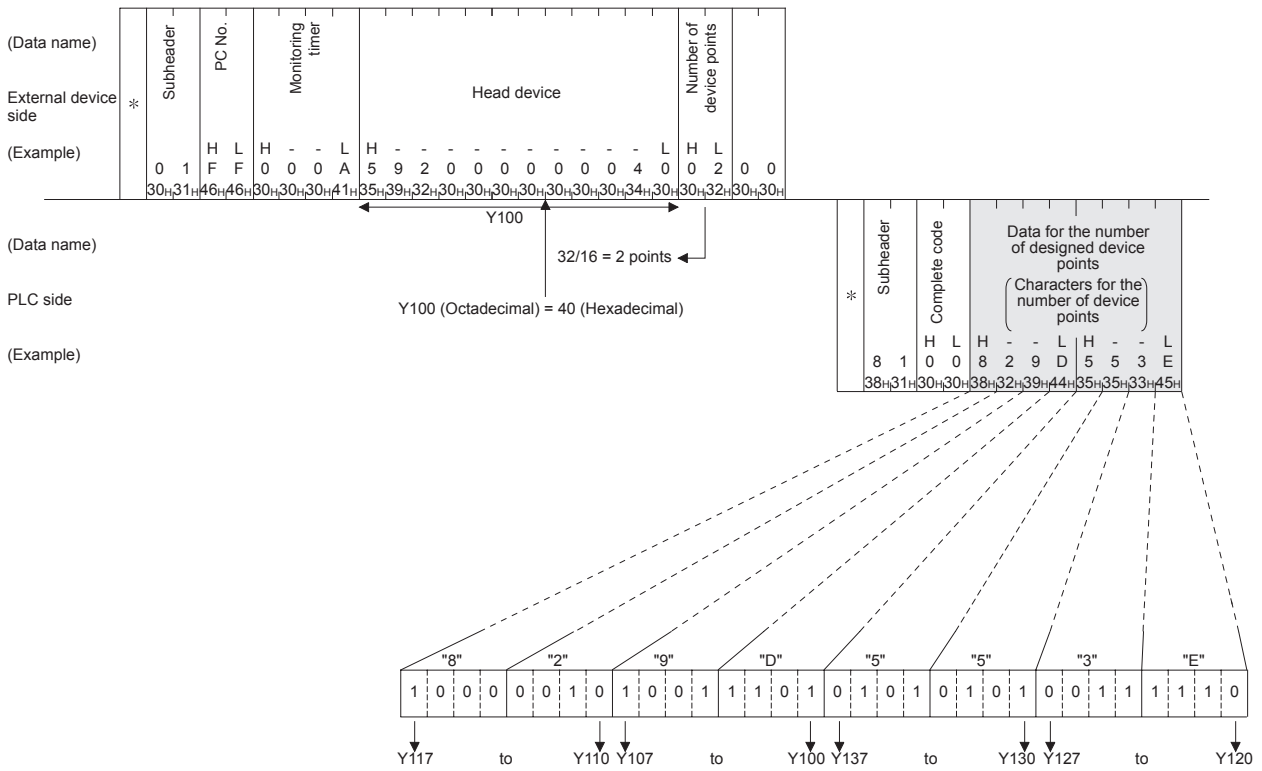 (Data name)
External device
side
(Example)
*
Subheader
PC No.
Monitoring
timer
Head device
Number of
device points
H L H - - L H - - - - - - - - - - L H L
0 1 F F 0 0 0 A 5 9 2 0 0 0 0 0 0 0 4 0 0 2 0 0
30H 31H 46H 46H 30H 30H 30H 41H 35H 39H 32H 30H 30H 30H 30H 30H 30H 30H 34H 30H 30H 32H 30H 30H
Y100
32/16 = 2 points
Y100 (Octadecimal) = 40 (Hexadecimal)
(Data name)
PLC side
(Example)
*
Subheader
Complete code
Data for the number
of designed device
points
Characters for the
number of device
points
H L H - - L H - - L
8 1 0 0 8 2 9 D 5 5 3 E
38H 31H 30H 30H 38H 32H 39H 44H 35H 35H 33H 45H
"8" "2" "9" "D" "5" "5" "3" "E"
1 0 0 0 0 0 1 0 1 0 0 1 1 1 0 1 0 1 0 1 0 1 0 1 0 0 1 1 1 1 1 0
Y117 to Y110 Y107 to Y100 Y137 to Y130 Y127 to Y120